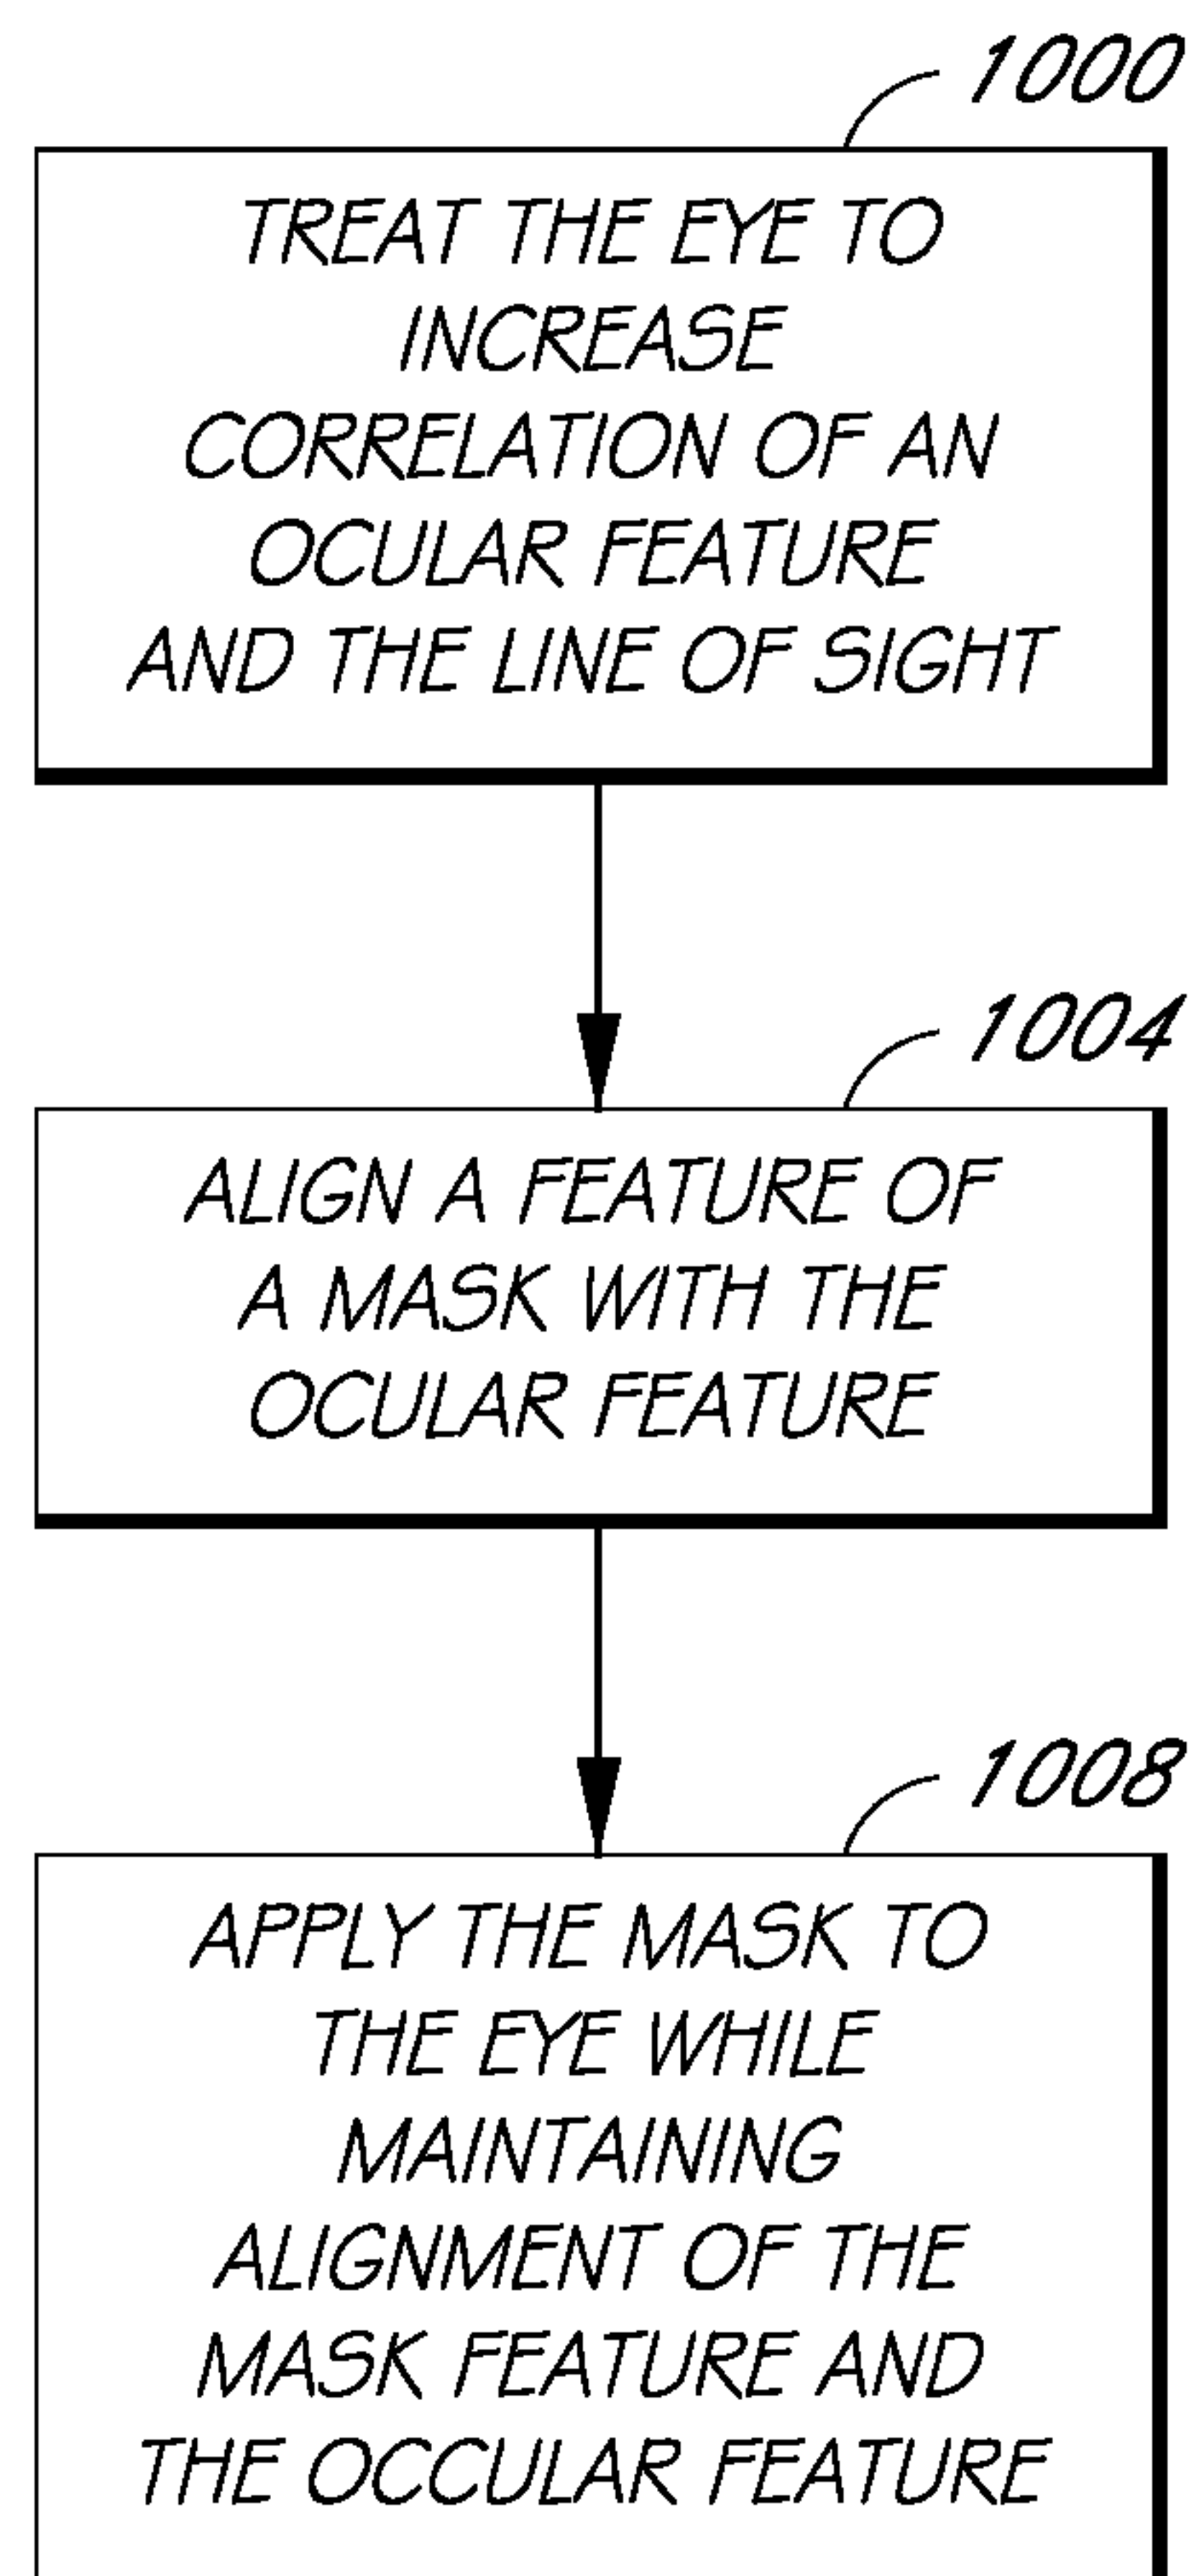 1000
TREAT THE EYE TO
INCREASE
CORRELATION OF AN
OCULAR FEATURE
AND THE LINE OF SIGHT
1004
ALIGN A FEATURE OF
A MASK WITH THE
OCULAR FEATURE
1008
APPLY THE MASK TO
THE EYE WHILE
MAINTAINING
ALIGNMENT OF THE
MASK FEATURE AND
THE OCCULAR FEATURE